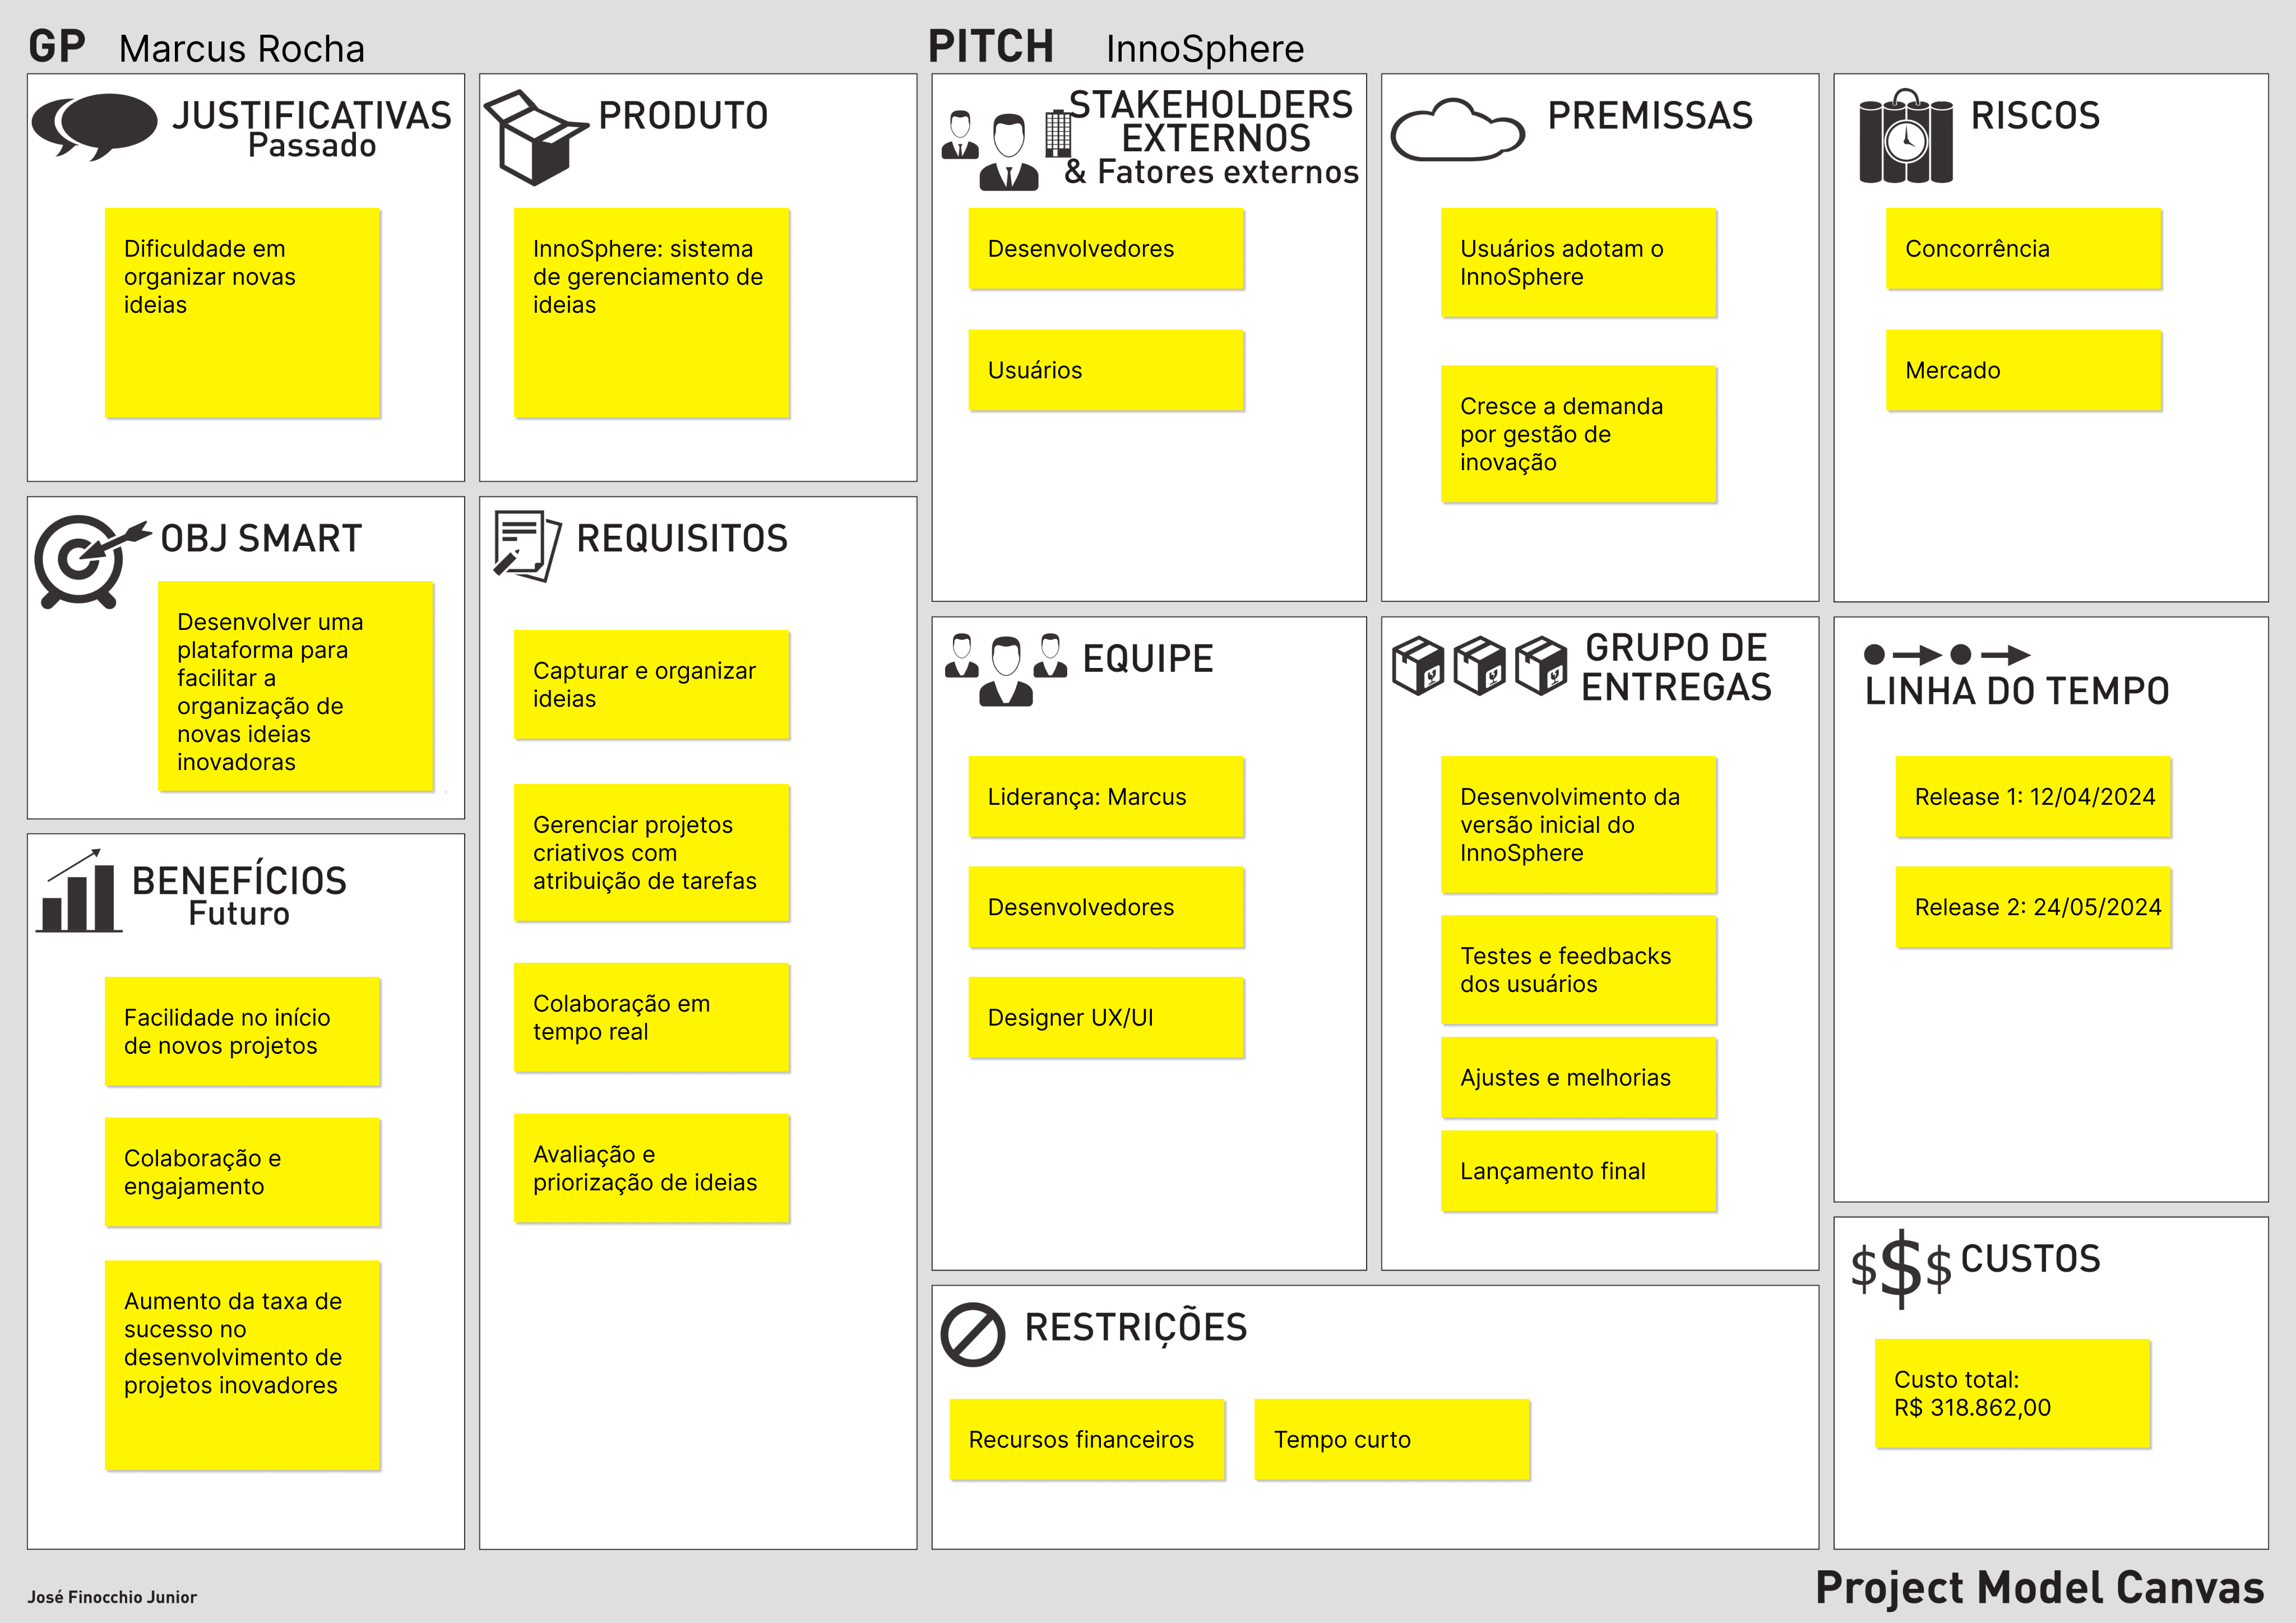 GP Marcus Rocha
PITCH InnoSphere
JUSTIFICATIVAS
Passado
Dificuldade em
organizar novas
ideias
PRODUTO
InnoSphere: sistema
de gerenciamento de
ideias
STAKEHOLDERS
EXTERNOS
& Fatores externos
Desenvolvedores
Usuários
PREMISSAS
Usuários adotam o
InnoSphere
Cresce a demanda
por gestão de
inovação
RISCOS
Concorrência
Mercado
OBJ SMART
Desenvolver uma
plataforma para
facilitar a
organização de
novas ideias
inovadoras
REQUISITOS
Capturar e organizar
ideias
Gerenciar projetos
criativos com
atribuição de tarefas
Colaboração em
tempo real
Avaliação e
priorização de ideias
EQUIPE
Liderança: Marcus
Desenvolvedores
Designer UX/UI
GRUPO DE
ENTREGAS
Desenvolvimento da
versão inicial do
InnoSphere
Testes e feedbacks
dos usuários
Ajustes e melhorias
Lançamento final
LINHA DO TEMPO
Release 1: 12/04/2024
Release 2: 24/05/2024
BENEFÍCIOS
Futuro
Facilidade no início
de novos projetos
Colaboração e
engajamento
Aumento da taxa de
sucesso no
desenvolvimento de
projetos inovadores
RESTRIÇÕES
Recursos financeiros
Tempo curto
$$$ CUSTOS
Custo total:
R$ 318.862,00
José Finocchio Junior
Project Model Canvas